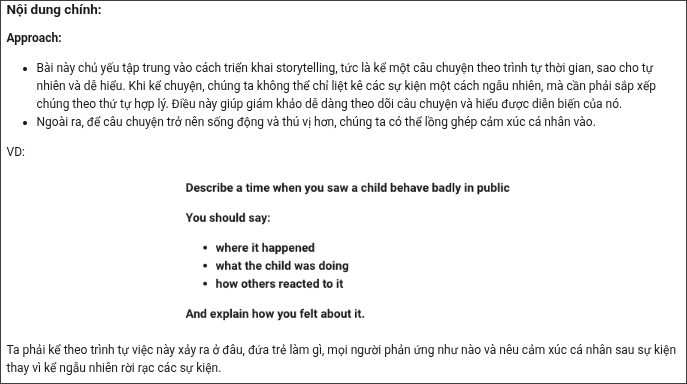 Nội dung chính:
Approach:
• Bài này chủ yếu tập trung vào cách triển khai storytelling, tức là kể một câu chuyện theo trình tự thời gian, sao cho tự
nhiên và dễ hiểu. Khi kể chuyện, chúng ta không thể chỉ liệt kê các sự kiện một cách ngẫu nhiên, mà cần phải sắp xếp
chúng theo thứ tự hợp lý. Điều này giúp giám khảo dễ dàng theo dõi câu chuyện và hiểu được diễn biến của nó.
• Ngoài ra, để câu chuyện trở nên sống động và thú vị hơn, chúng ta có thể lồng ghép cảm xúc cá nhân vào.
VD:
Describe a time when you saw a child behave badly in public
You should say:
• where it happened
• what the child was doing
• how others reacted to it
And explain how you felt about it.
Ta phải kể theo trình tự việc này xảy ra ở đâu, đứa trẻ làm gì, mọi người phản ứng như nào và nêu cảm xúc cá nhân sau sự kiện
thay vì kể ngẫu nhiên rời rạc các sự kiện.